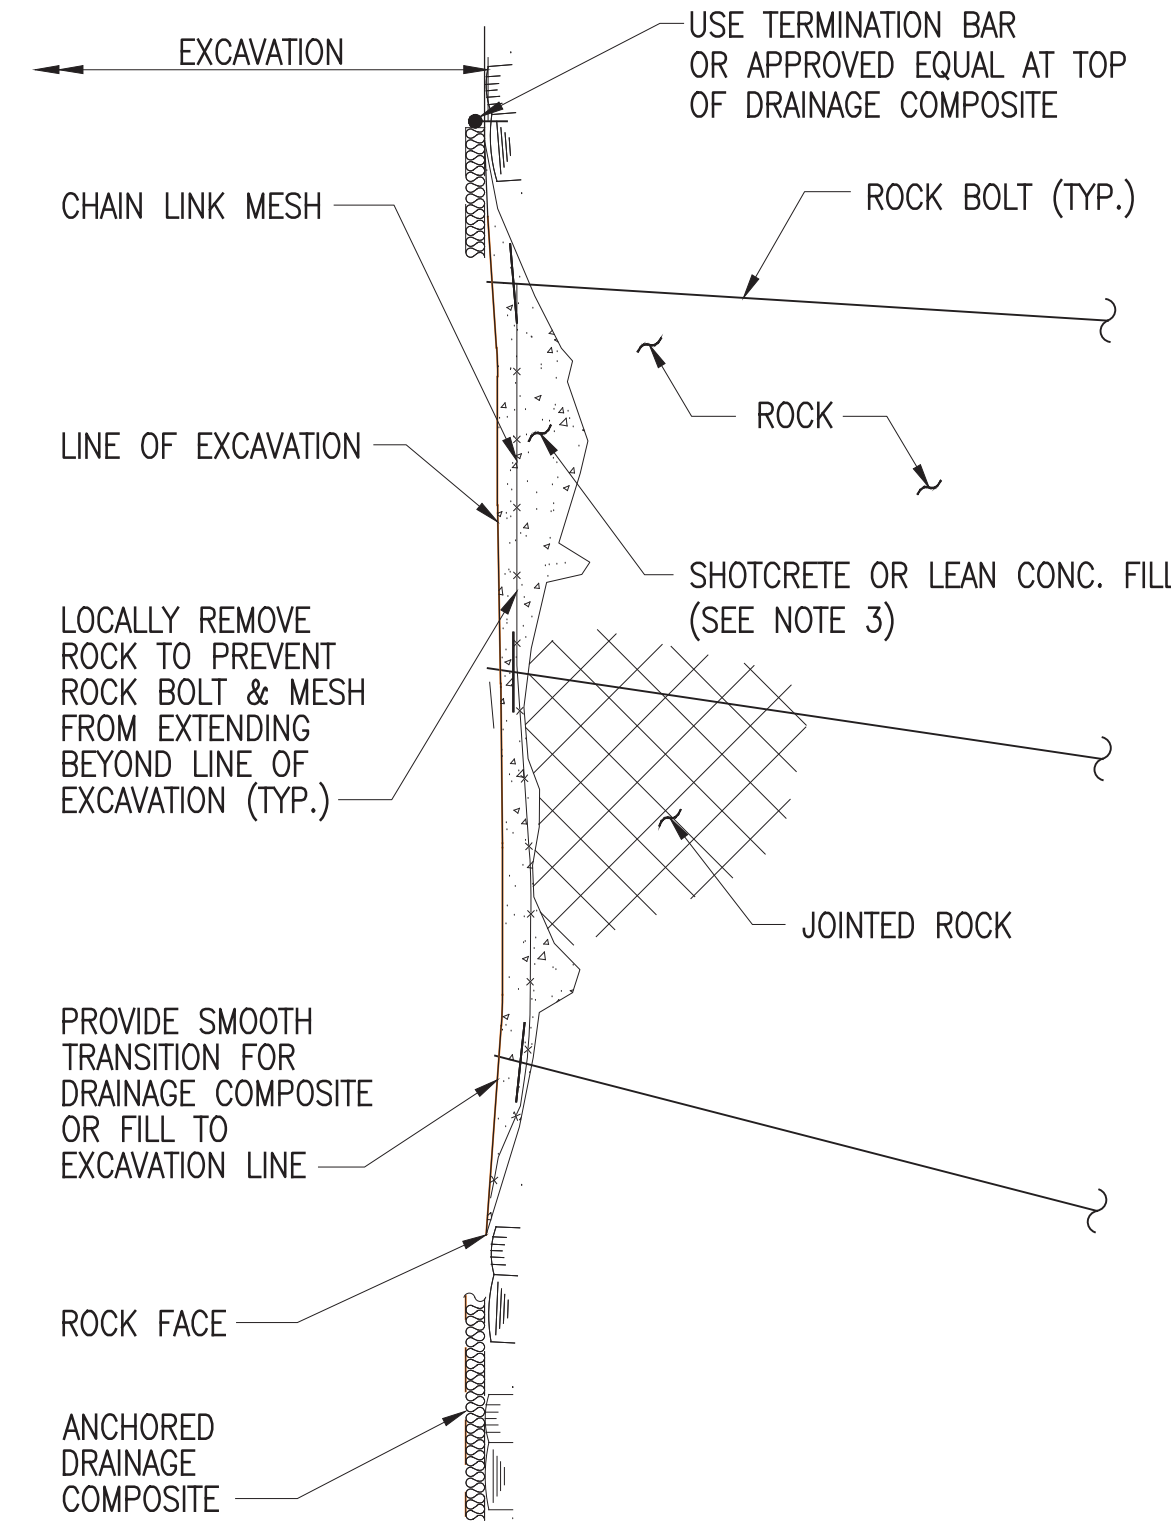 EXCAVATION
USE TERMINATION BAR
OR APPROVED EQUAL AT TOP
OF DRAINAGE COMPOSITE
CHAIN LINK MESH
ROCK BOLT (TYP.)
ROCK
LINE OF EXCAVATION
SHOTCRETE OR LEAN CONC. FILL
(SEE NOTE 3)
LOCALLY REMOVE
ROCK TO PREVENT
ROCK BOLT & MESH
FROM EXTENDING
BEYOND LINE OF
EXCAVATION (TYP.)
JOINTED ROCK
PROVIDE SMOOTH
TRANSITION FOR
DRAINAGE COMPOSITE
OR FILL TO
EXCAVATION LINE
ROCK FACE
ANCHORED
DRAINAGE
COMPOSITE